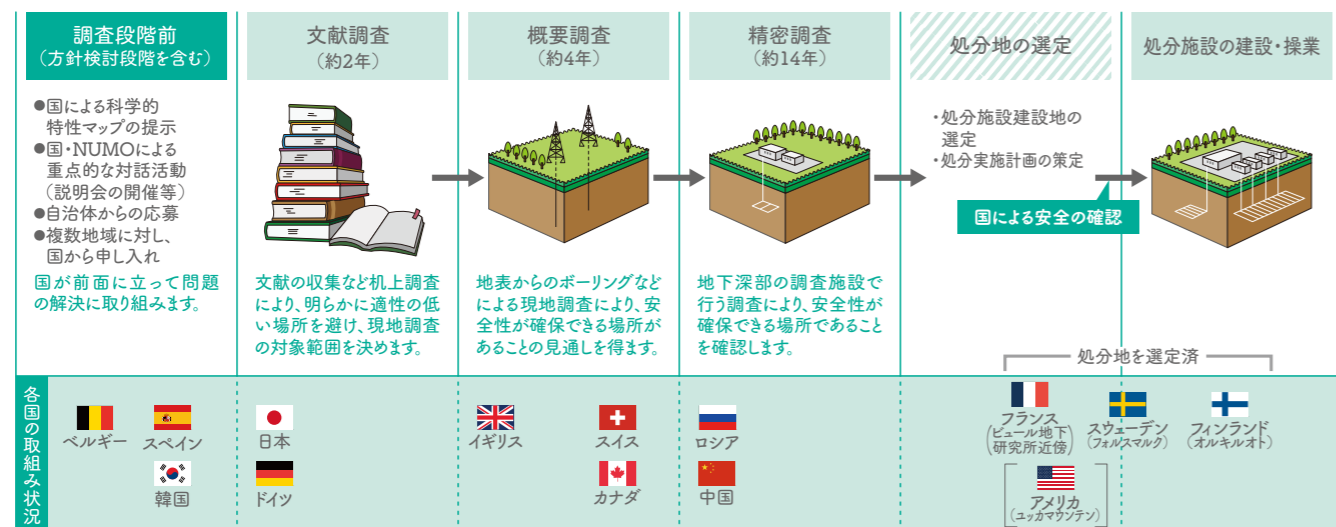 調査段階前
（方針検討段階を含む）
文献調査
（約2年）
概要調査
（約4年）
精密調査
（約14年）
処分地の選定
処分施設の建設・操業
●国による科学的
特性マップの提示
●国・NUMOによる
重点的な対話活動
（説明会の開催等）
●自治体からの応募
●複数地域に対し、
国から申し入れ
国が前面に立って問題
の解決に取り組みます。
文献の収集など机上調査
により、明らかに適性の低
い場所を避け、現地調査
の対象範囲を決めます。
地表からのボーリングなど
による現地調査により、安
全性が確保できる場所が
あることの見通しを得ます。
地下深部の調査施設で
行う調査により、安全性が
確保できる場所であること
を確認します。
・処分施設建設地の
選定
・処分実施計画の策定
国による安全の確認
処分地を選定済
各国の取組み状況
ベルギー
スペイン
韓国
日本
ドイツ
イギリス
スイス
カナダ
ロシア
中国
フランス
（ビュール地下
研究所近傍）
スウェーデン
（フォルスマルク）
フィンランド
（オルキルオト）
アメリカ
（ユッカマウンテン）